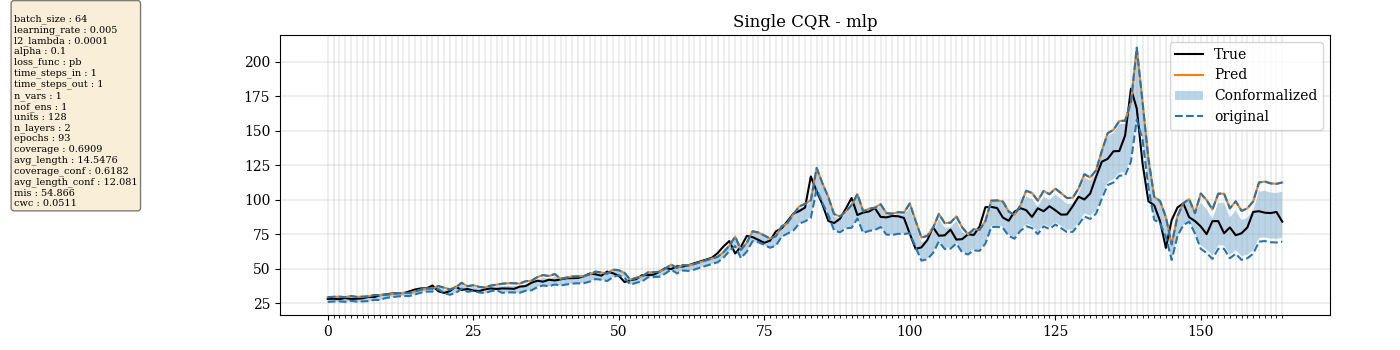 batch_size : 64
learning_rate : 0.005
l2_lambda : 0.0001
alpha : 0.1
loss_func : pb
time_steps_in : 1
time_steps_out : 1
n_vars : 1
nof_ens : 1
units : 128
n_layers : 2
epochs : 93
coverage : 0.6909
avg_length : 14.5476
coverage_conf : 0.6182
avg_length_conf : 12.081
mis : 54.866
cwc : 0.0511
Single CQR - mlp
True
Pred
Conformalized
original
200
175
150
125
100
75
50
25
0 25 50 75 100 125 150